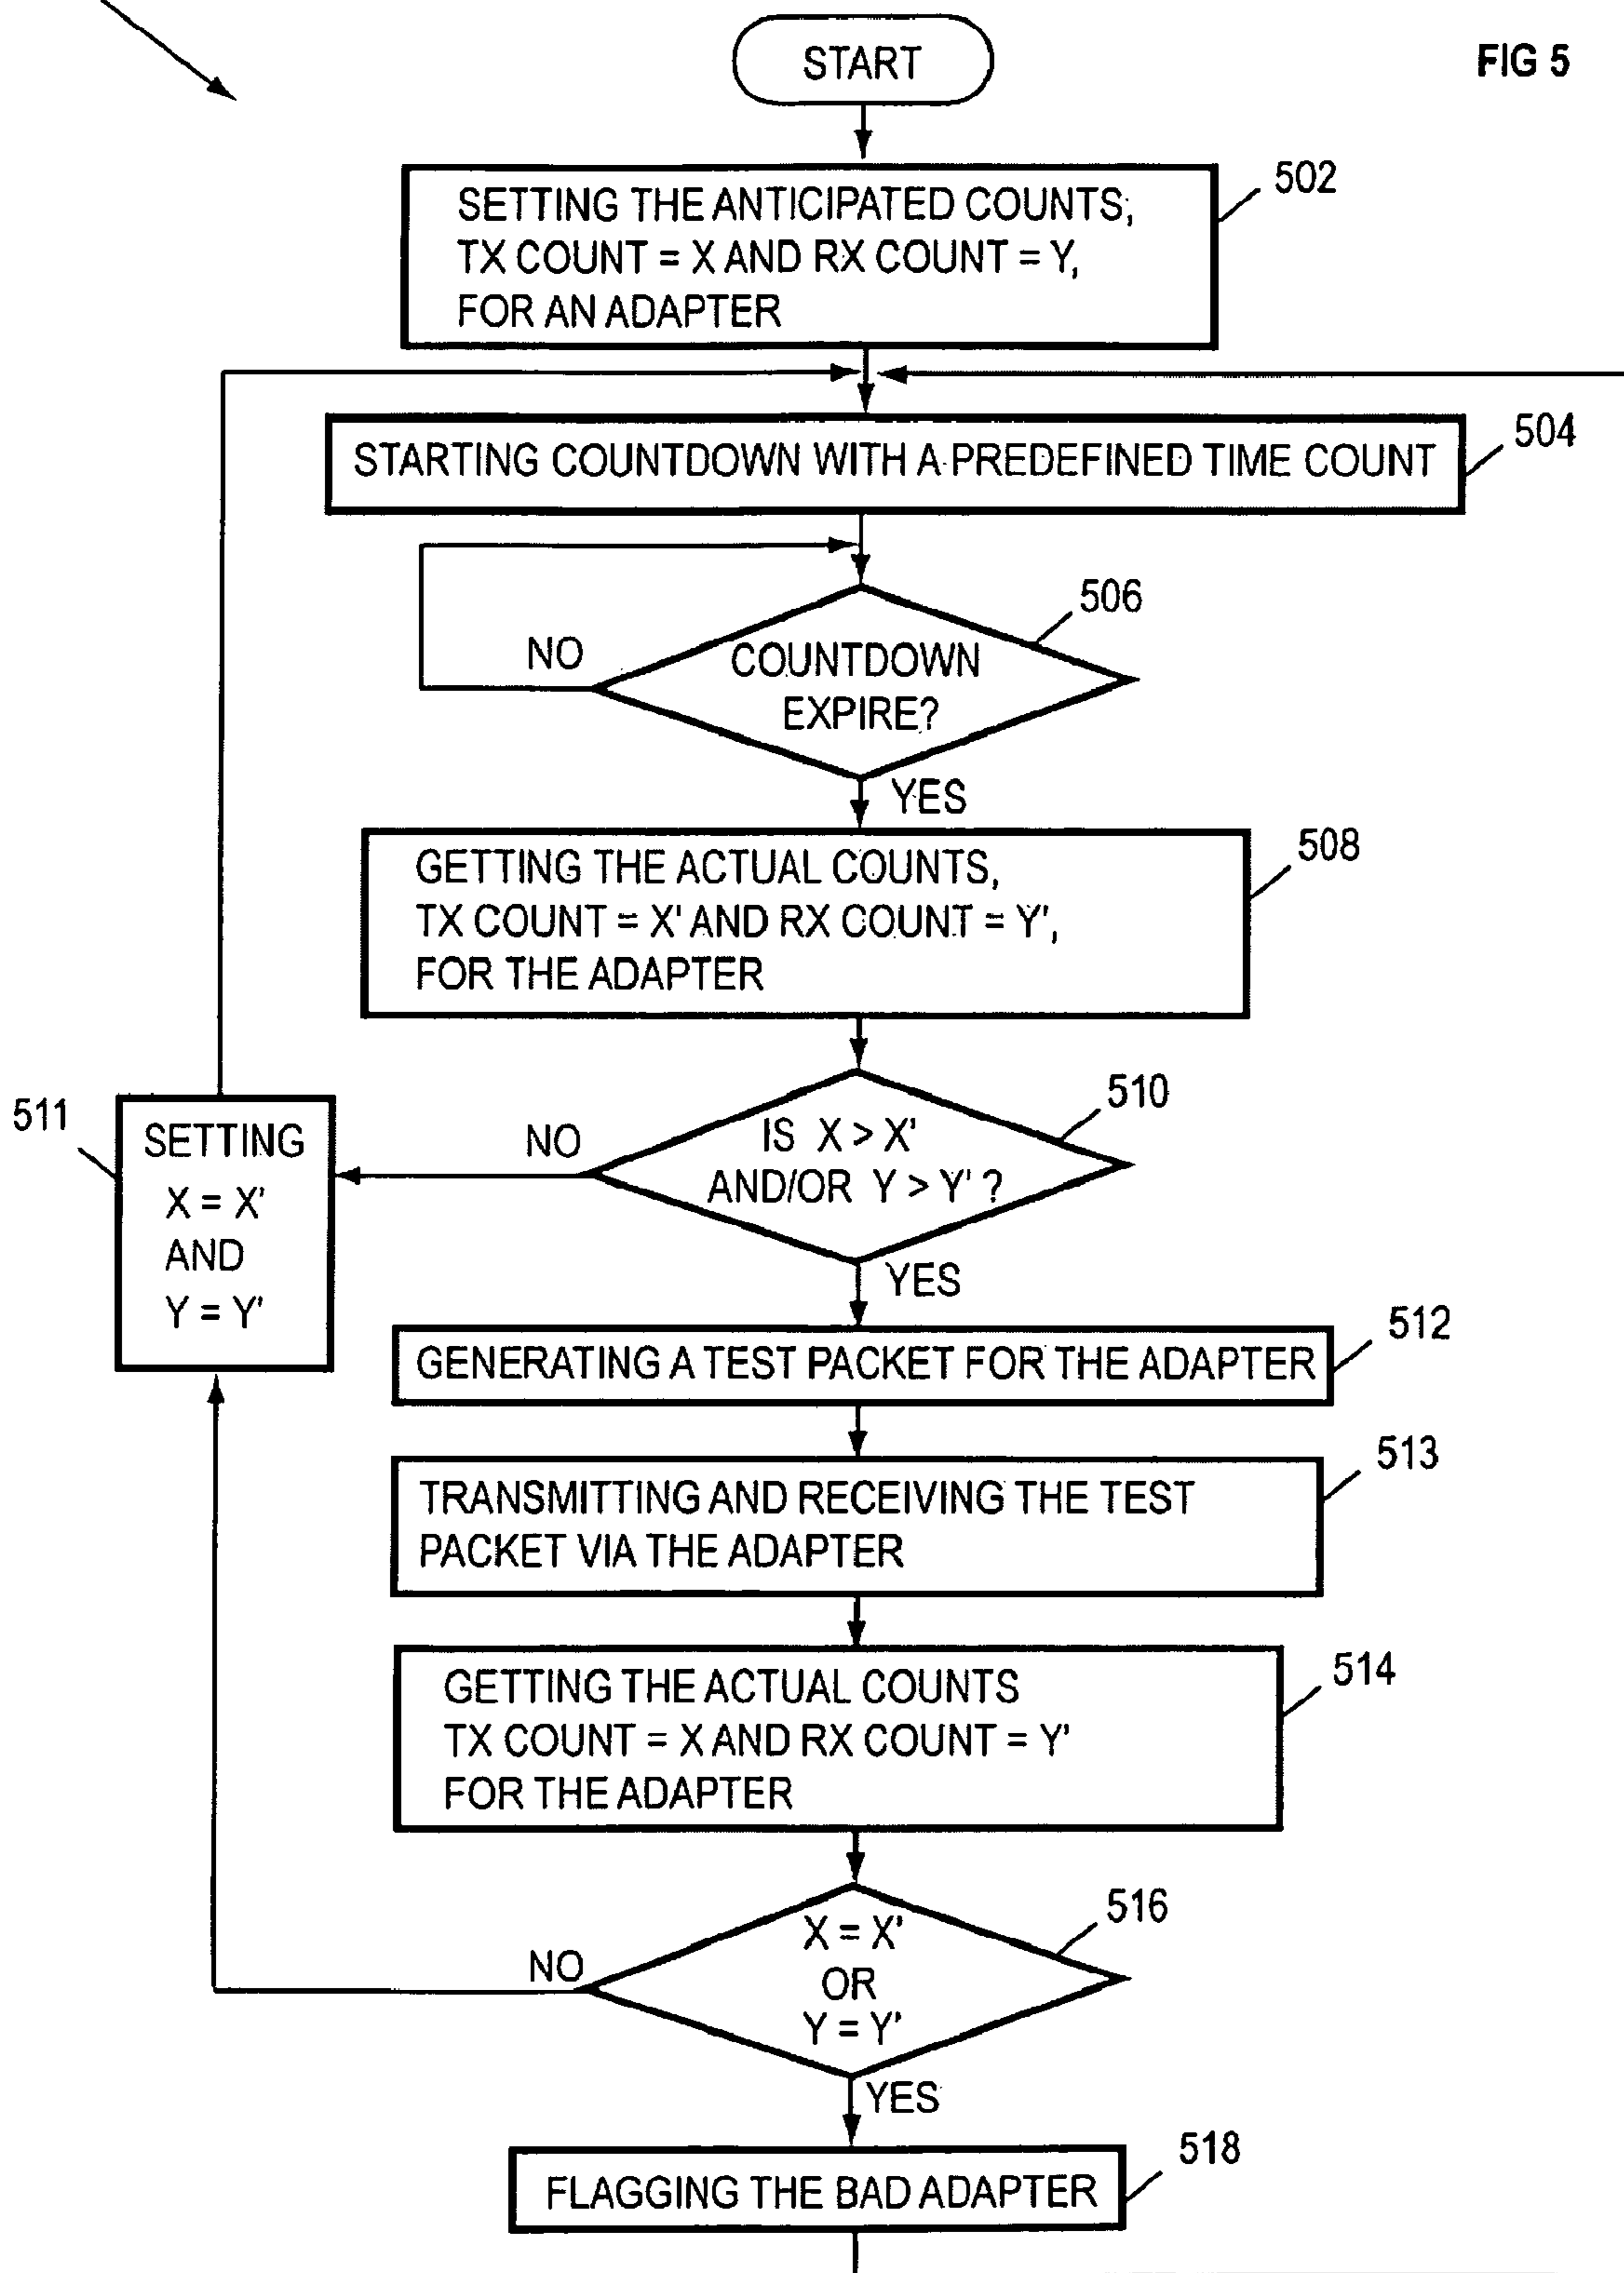 START
FIG 5
502
SETTING THE ANTICIPATED COUNTS;
TX COUNT = X AND RX COUNT = Y,
FOR AN ADAPTER
504
STARTING COUNTDOWN WITH A PREDEFINED TIME COUNT
506
NO
COUNTDOWN
EXPIRE?
YES
508
GETTING THE ACTUAL COUNTS,
TX COUNT = X' AND RX COUNT = Y',
FOR THE ADAPTER
510
511
SETTING
X = X'
AND
Y = Y'
NO
IS X > X'
AND/OR Y > Y' ?
YES
512
GENERATING A TEST PACKET FOR THE ADAPTER
513
TRANSMITTING AND RECEIVING THE TEST
PACKET VIA THE ADAPTER
514
GETTING THE ACTUAL COUNTS
TX COUNT = X AND RX COUNT = Y'
FOR THE ADAPTER
516
NO
X = X'
OR
Y = Y'
YES
518
FLAGGING THE BAD ADAPTER